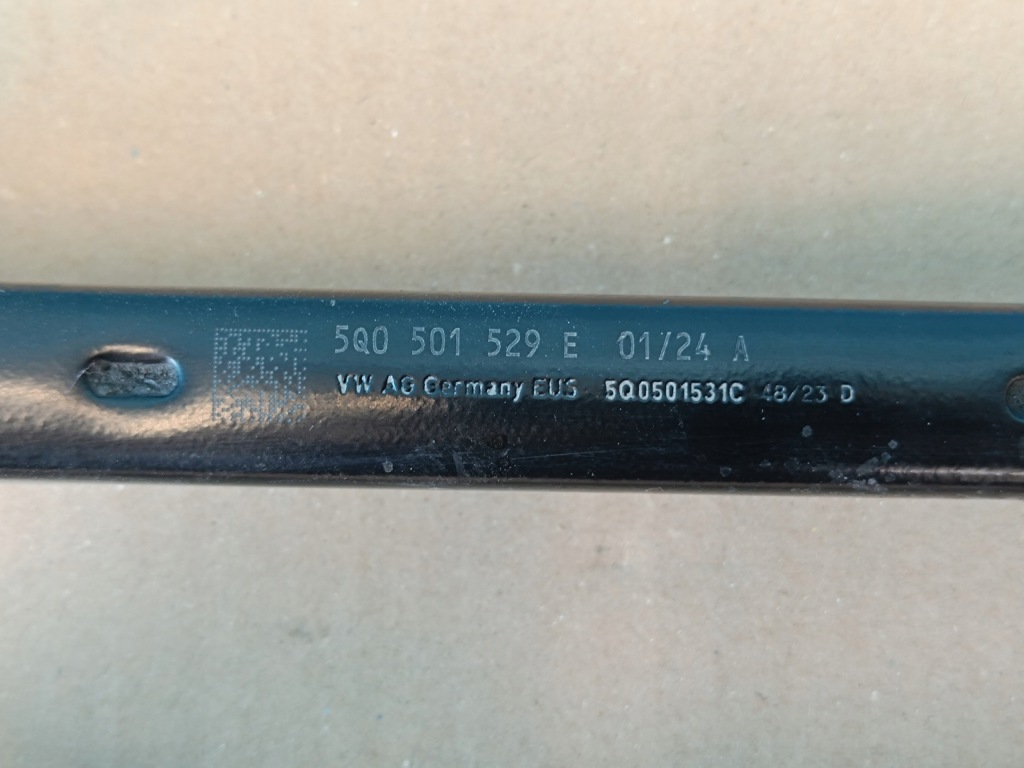 5Q0 501 529 E 01/24 A
VW AG Germany EUS 5Q0501531C 48/23 D